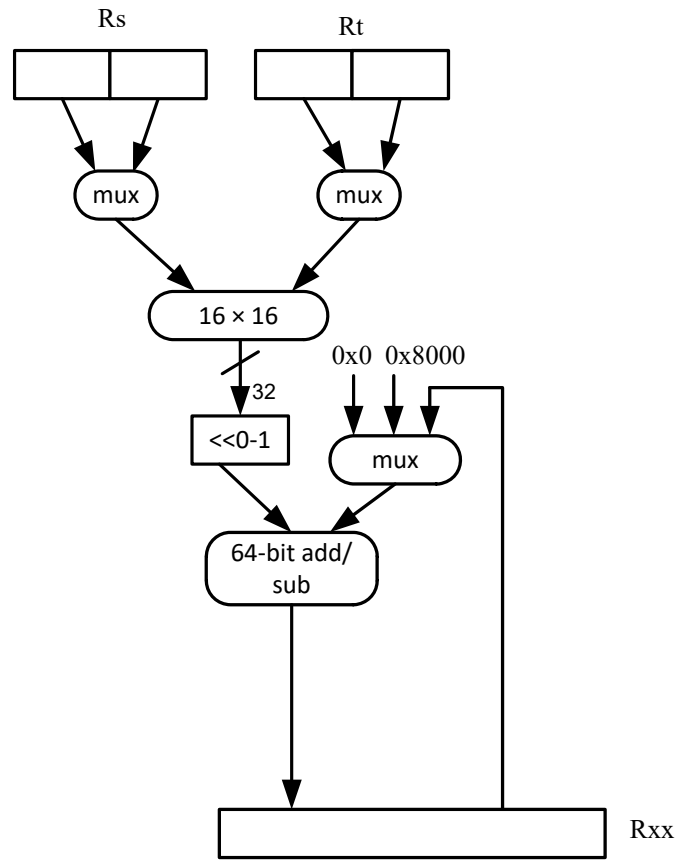 Rs
Rt
mux
mux
16 × 16
0x0 0x8000
32
<<0-1
mux
64-bit add/
sub
Rxx